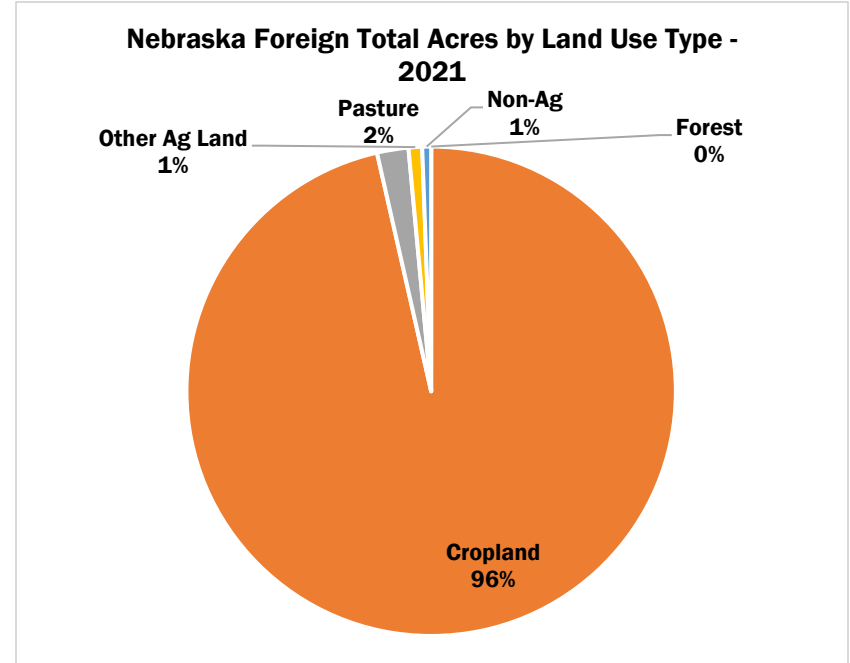 Nebraska Foreign Total Acres by Land Use Type -
2021
Other Ag Land
1%
Pasture
2%
Non-Ag
1%
Forest
0%
Cropland
96%